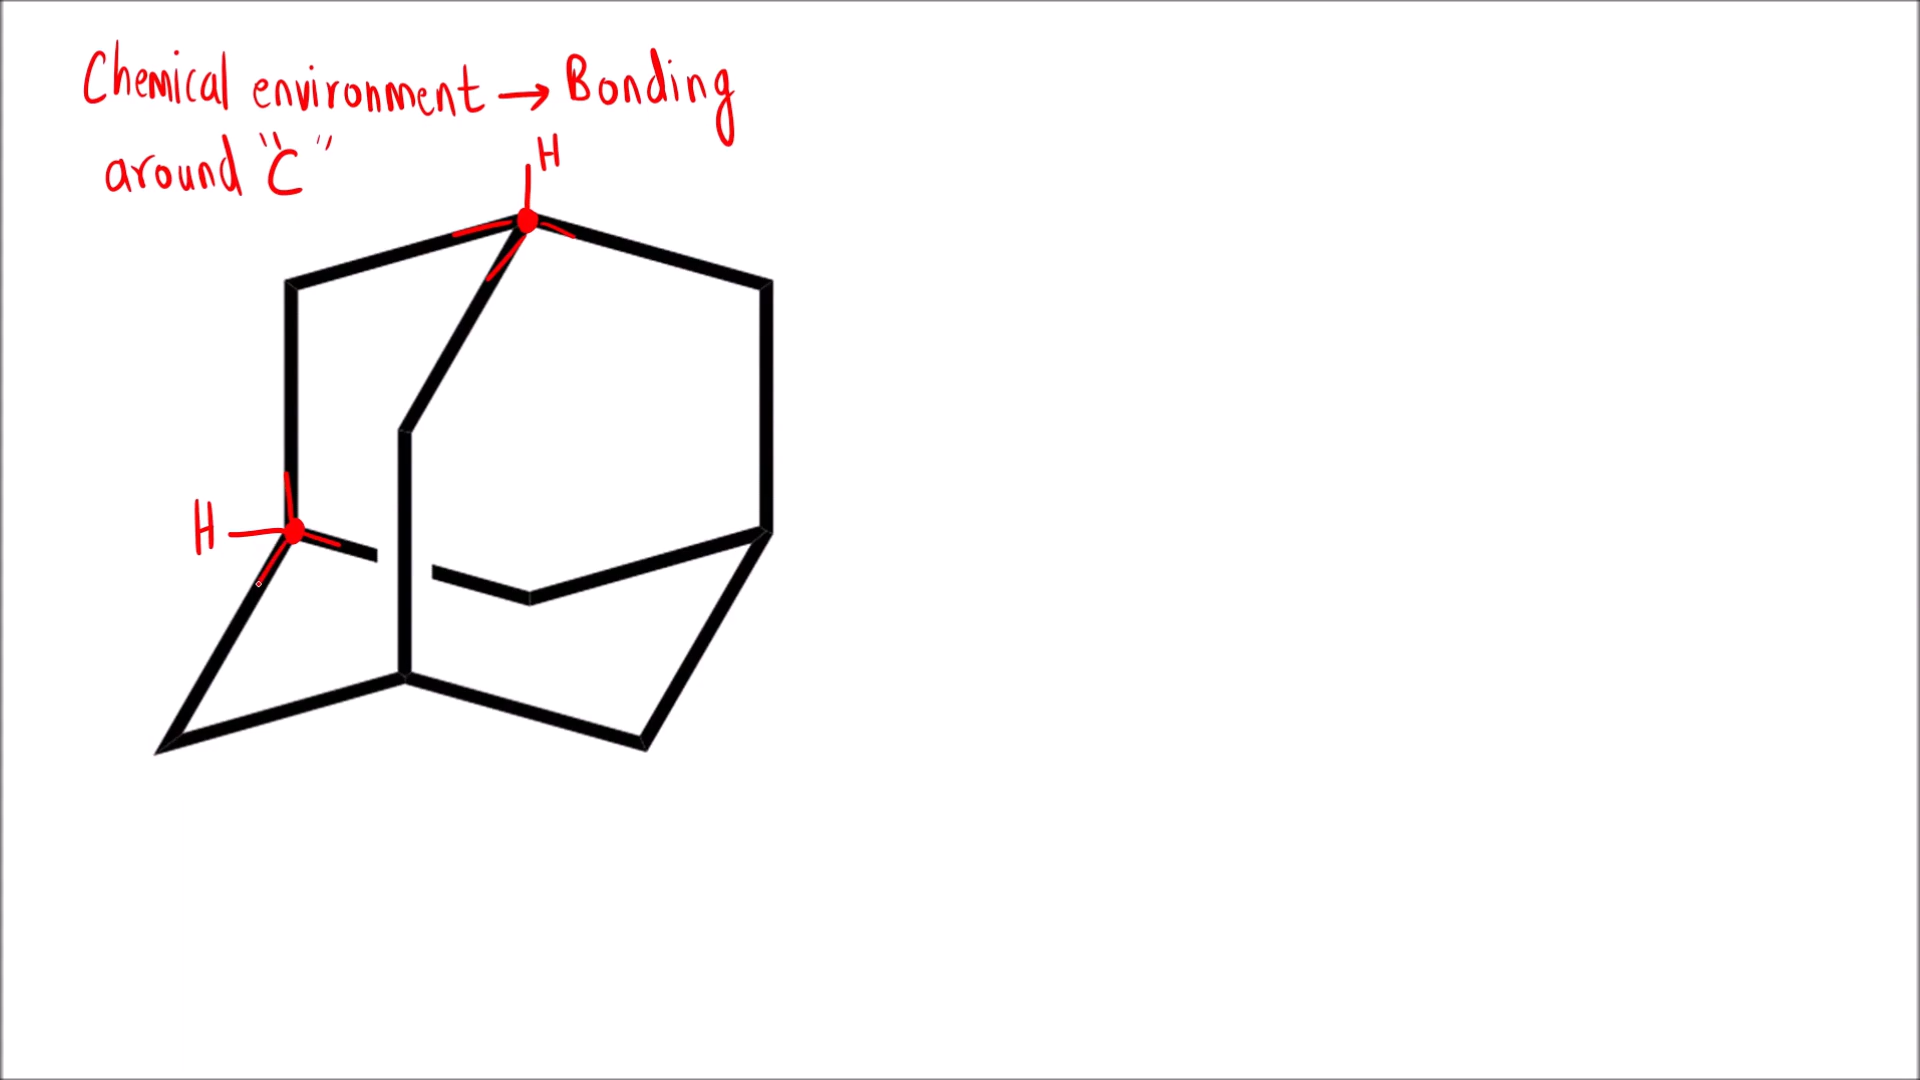 Chemical environment → Bonding
around "C"
H
H